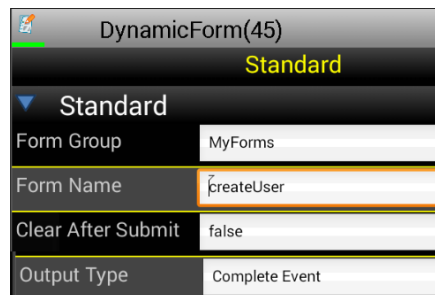 DynamicForm(45)
Standard
Standard
Form Group MyForms
Form Name createUser
Clear After Submit false
Output Type Complete Event